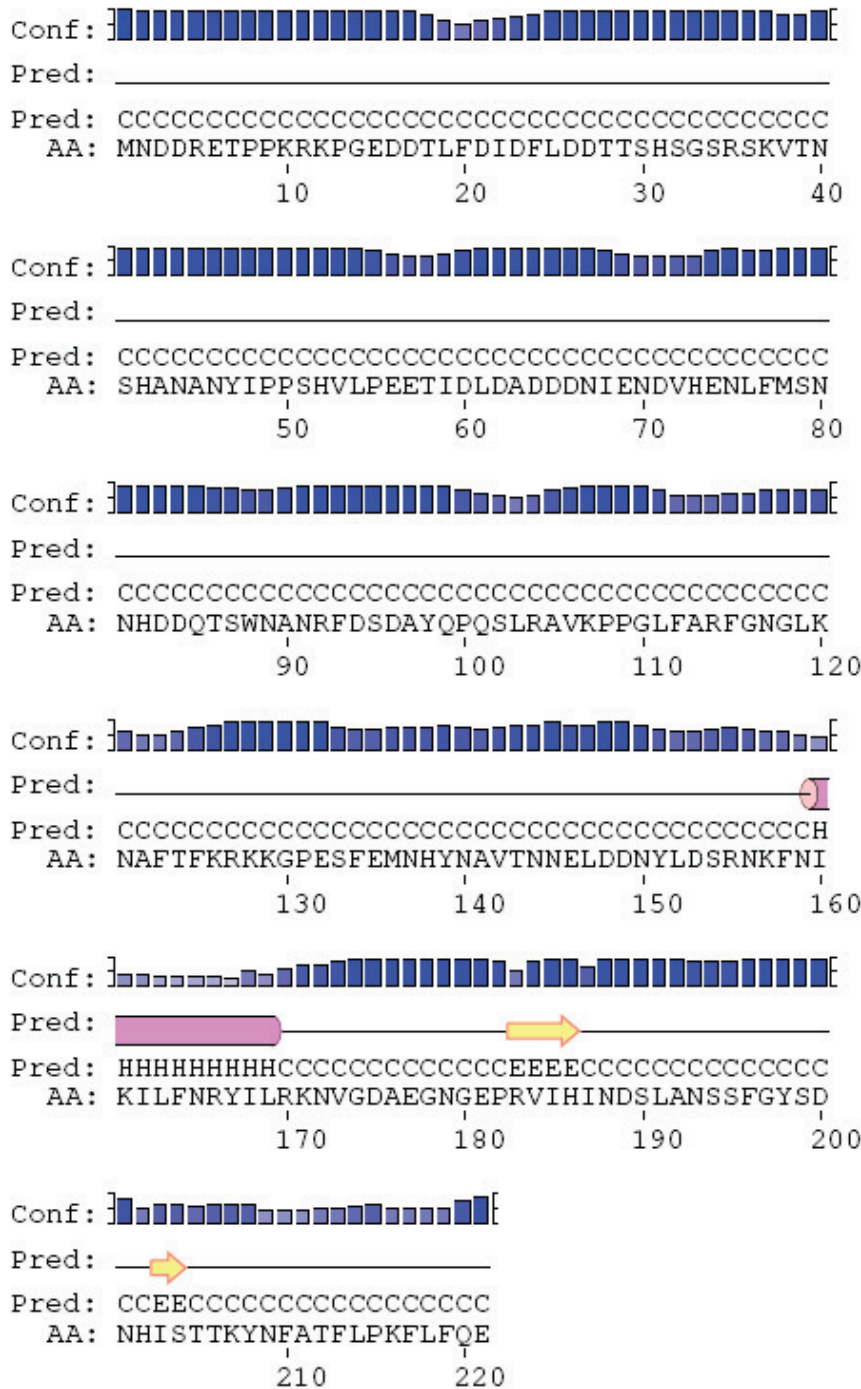 Conf:
Pred:
Pred: CCCCCCCCCCCCCCCCCCCCCCCCCCCCCCCCCCCCCCCC
AA: MNDDRETPPKRKPGEDDTLFDIDFLDDTTSHSGSRSKVTN
10 20 30 40
Conf:
Pred:
Pred: CCCCCCCCCCCCCCCCCCCCCCCCCCCCCCCCCCCCCCCC
AA: SHANANYIPPSHVLPEETIDLDADDDNIENDVHENLFMSN
50 60 70 80
Conf:
Pred:
Pred: CCCCCCCCCCCCCCCCCCCCCCCCCCCCCCCCCCCCCCCC
AA: NHDDQTSWNANRFDSDAYQPQSLRAVKPPGLFARFGNGLK
90 100 110 120
Conf:
Pred:
Pred: CCCCCCCCCCCCCCCCCCCCCCCCCCCCCCCCCCCCCCCH
AA: NAFTFKRKKGPESFEMNHYNAVTNNELDDNYLDSRNKFNI
130 140 150 160
Conf:
Pred:
Pred: HHHHHHHHHCCCCCCCCCCCCCEEEECCCCCCCCCCCCCC
AA: KILFNRYILRKNVGDAEGNGEPRVIHINDSLANSSFGYSD
170 180 190 200
Conf:
Pred:
Pred: CCEECCCCCCCCCCCCCCCCC
AA: NHISTTKYNFATFLPKFLFQE
210 220